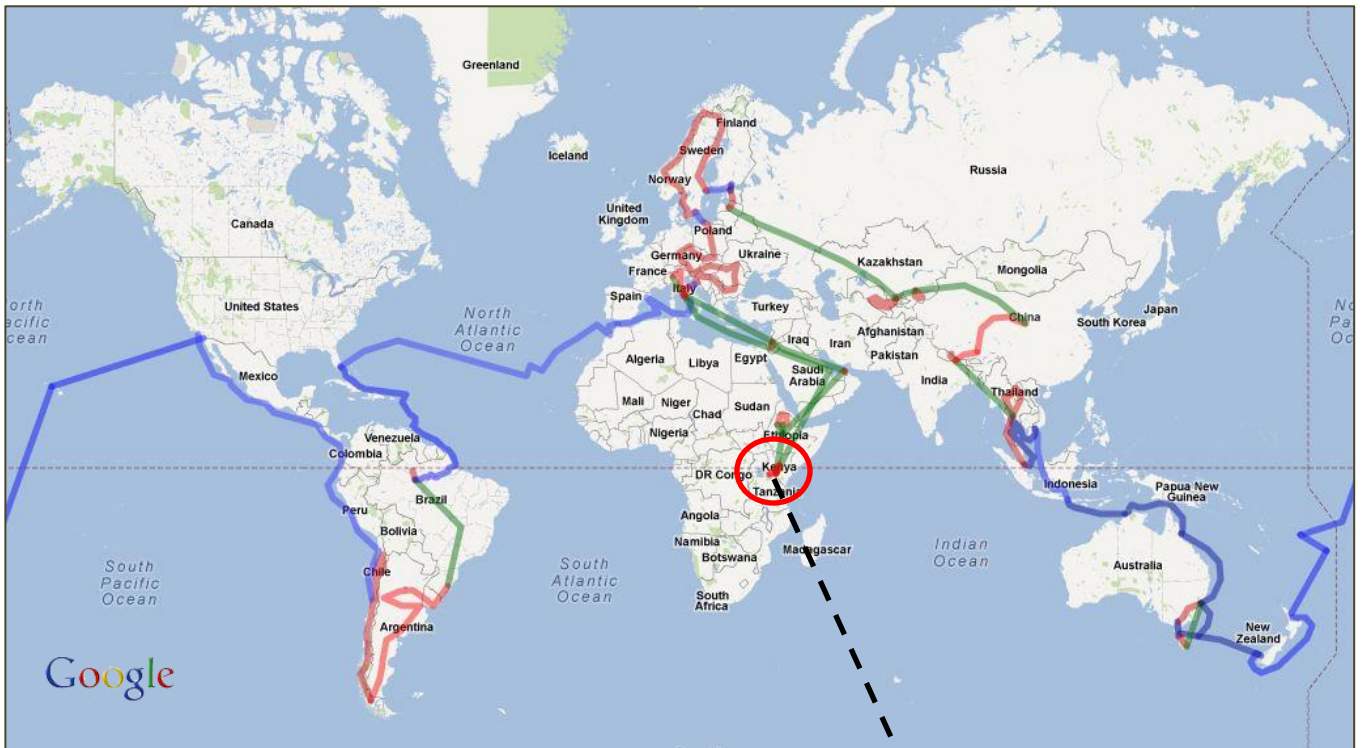 Greenland
Iceland
Finland
Sweden
Norway
Russia
Canada
United
Kingdom
Poland
Germany
Ukraine
France
Italy
Kazakhstan
Mongolia
United States
Spain
Turkey
North
Atlantic
Ocean
China
Japan
South Korea
Afghanistan
Iraq
Iran
Pakistan
Algeria
Libya
Egypt
Saudi
Arabia
India
Mexico
Mali
Niger
Chad
Sudan
Thailand
Nigeria
Ethiopia
Venezuela
Colombia
DR Congo
Kenya
Tanzania
Indonesia
Papua New
Guinea
Brazil
Peru
Bolivia
Angola
Namibia
Botswana
Madagascar
Indian
Ocean
Australia
South
Pacific
Ocean
Chile
South
Atlantic
Ocean
South
Africa
Argentina
New
Zealand
Google